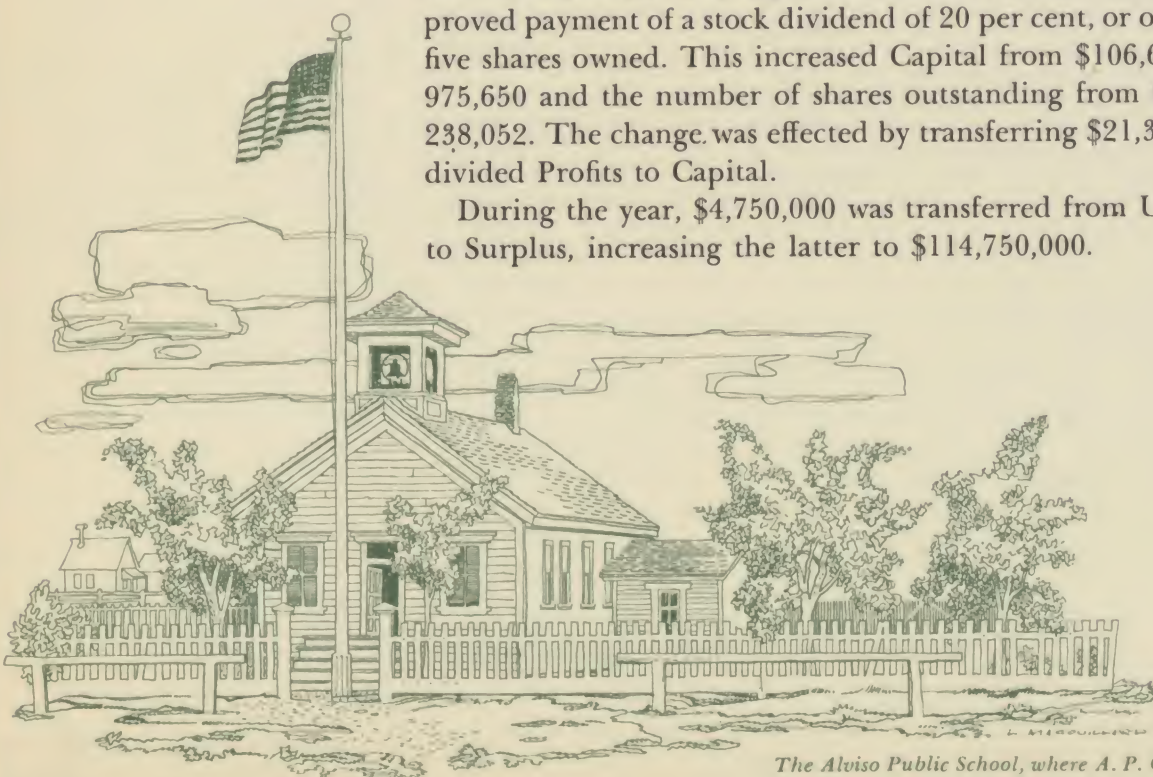 proved payment of a stock dividend of 20 per cent, or o
five shares owned. This increased Capital from $106,6
975,650 and the number of shares outstanding from
238,052. The change was effected by transferring $21,3
divided Profits to Capital.
During the year, $4,750,000 was transferred from U
to Surplus, increasing the latter to $114,750,000.
The Alviso Public School, where A. P.